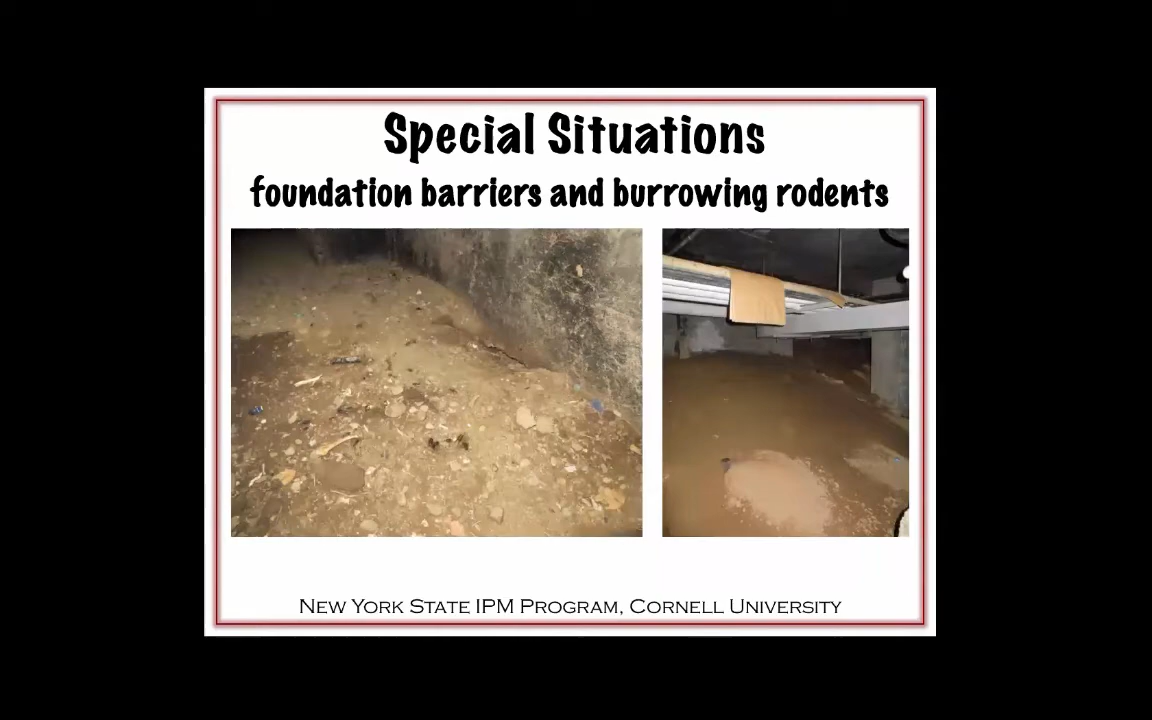 Special Situations
foundation barriers and burrowing rodents
New York State IPM Program, Cornell University